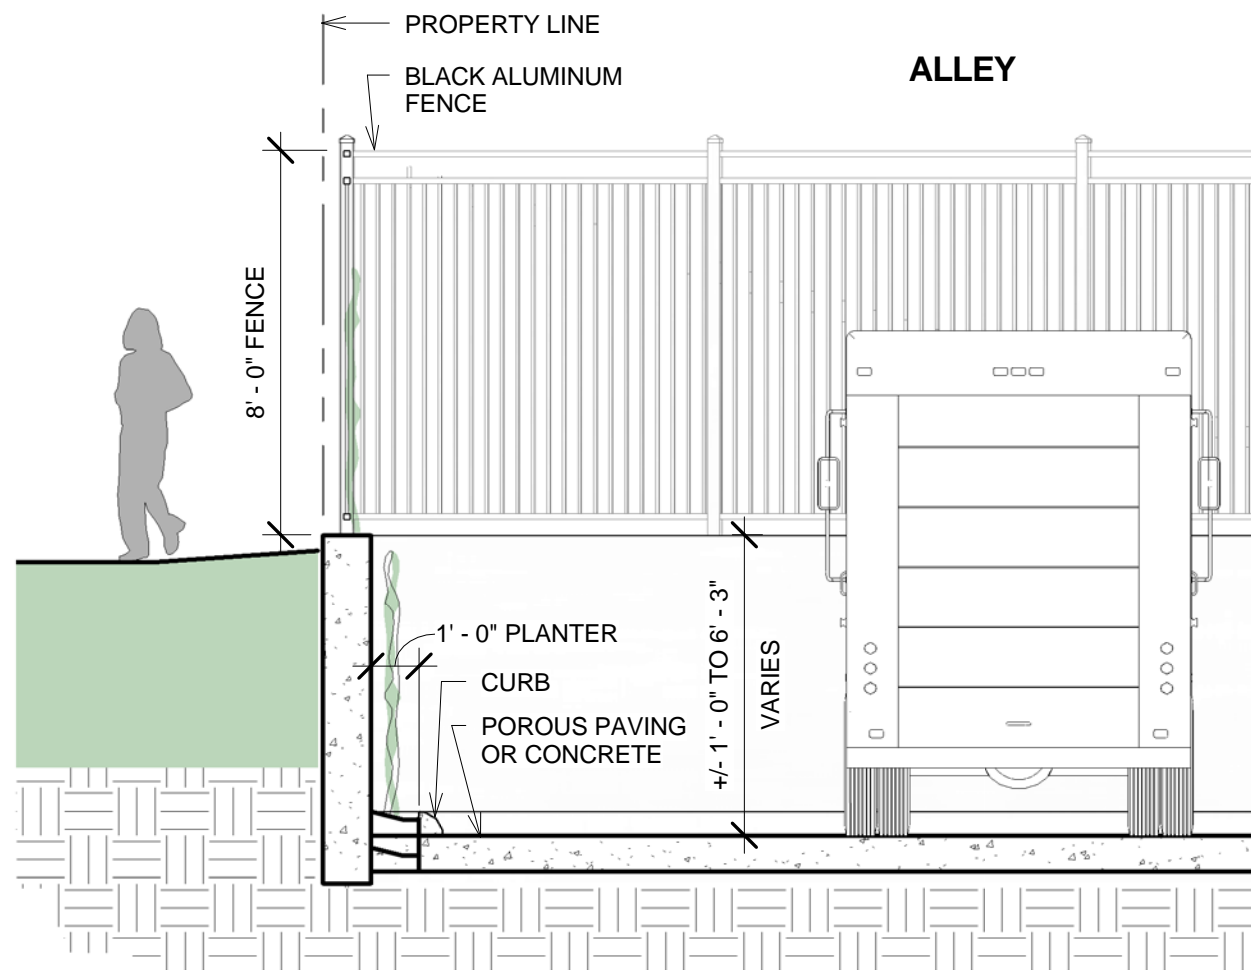 PROPERTY LINE
BLACK ALUMINUM
FENCE
ALLEY
8' - 0" FENCE
1' - 0" PLANTER
CURB
POROUS PAVING
OR CONCRETE
+/- 1' - 0" TO 6' - 3"
VARIES